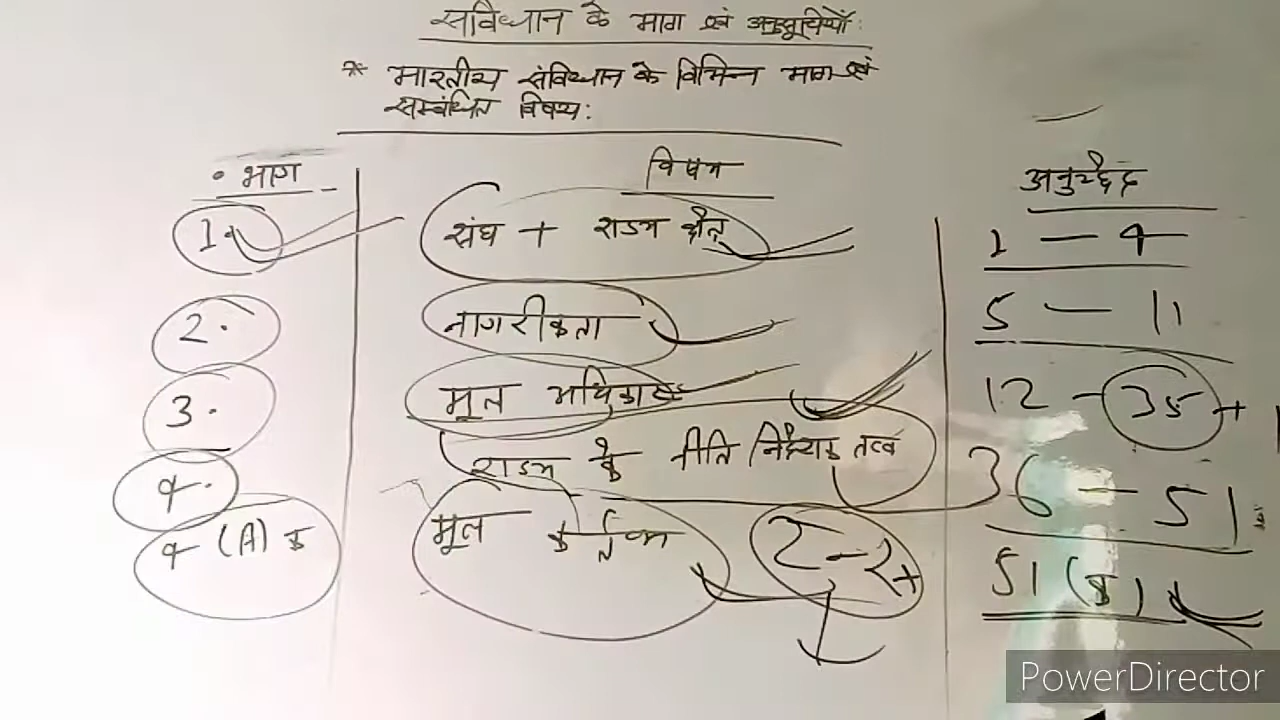 संविधान के भाग एवं अनुसूचियाँ:
* भारतीय संविधान के विभिन्न भाग एवं
सम्बंधित विषय:
• भाग विषय अनुच्छेद
1. संघ + राज्य क्षेत्र 1 — 4
2. नागरीकता 5 — 11
3. मूल अधिकार 12 - 35 +
4. राज्य के नीति निर्देशक तत्व 36 — 51
4 (A) क मूल कर्तव्य 51 (क)
PowerDirector